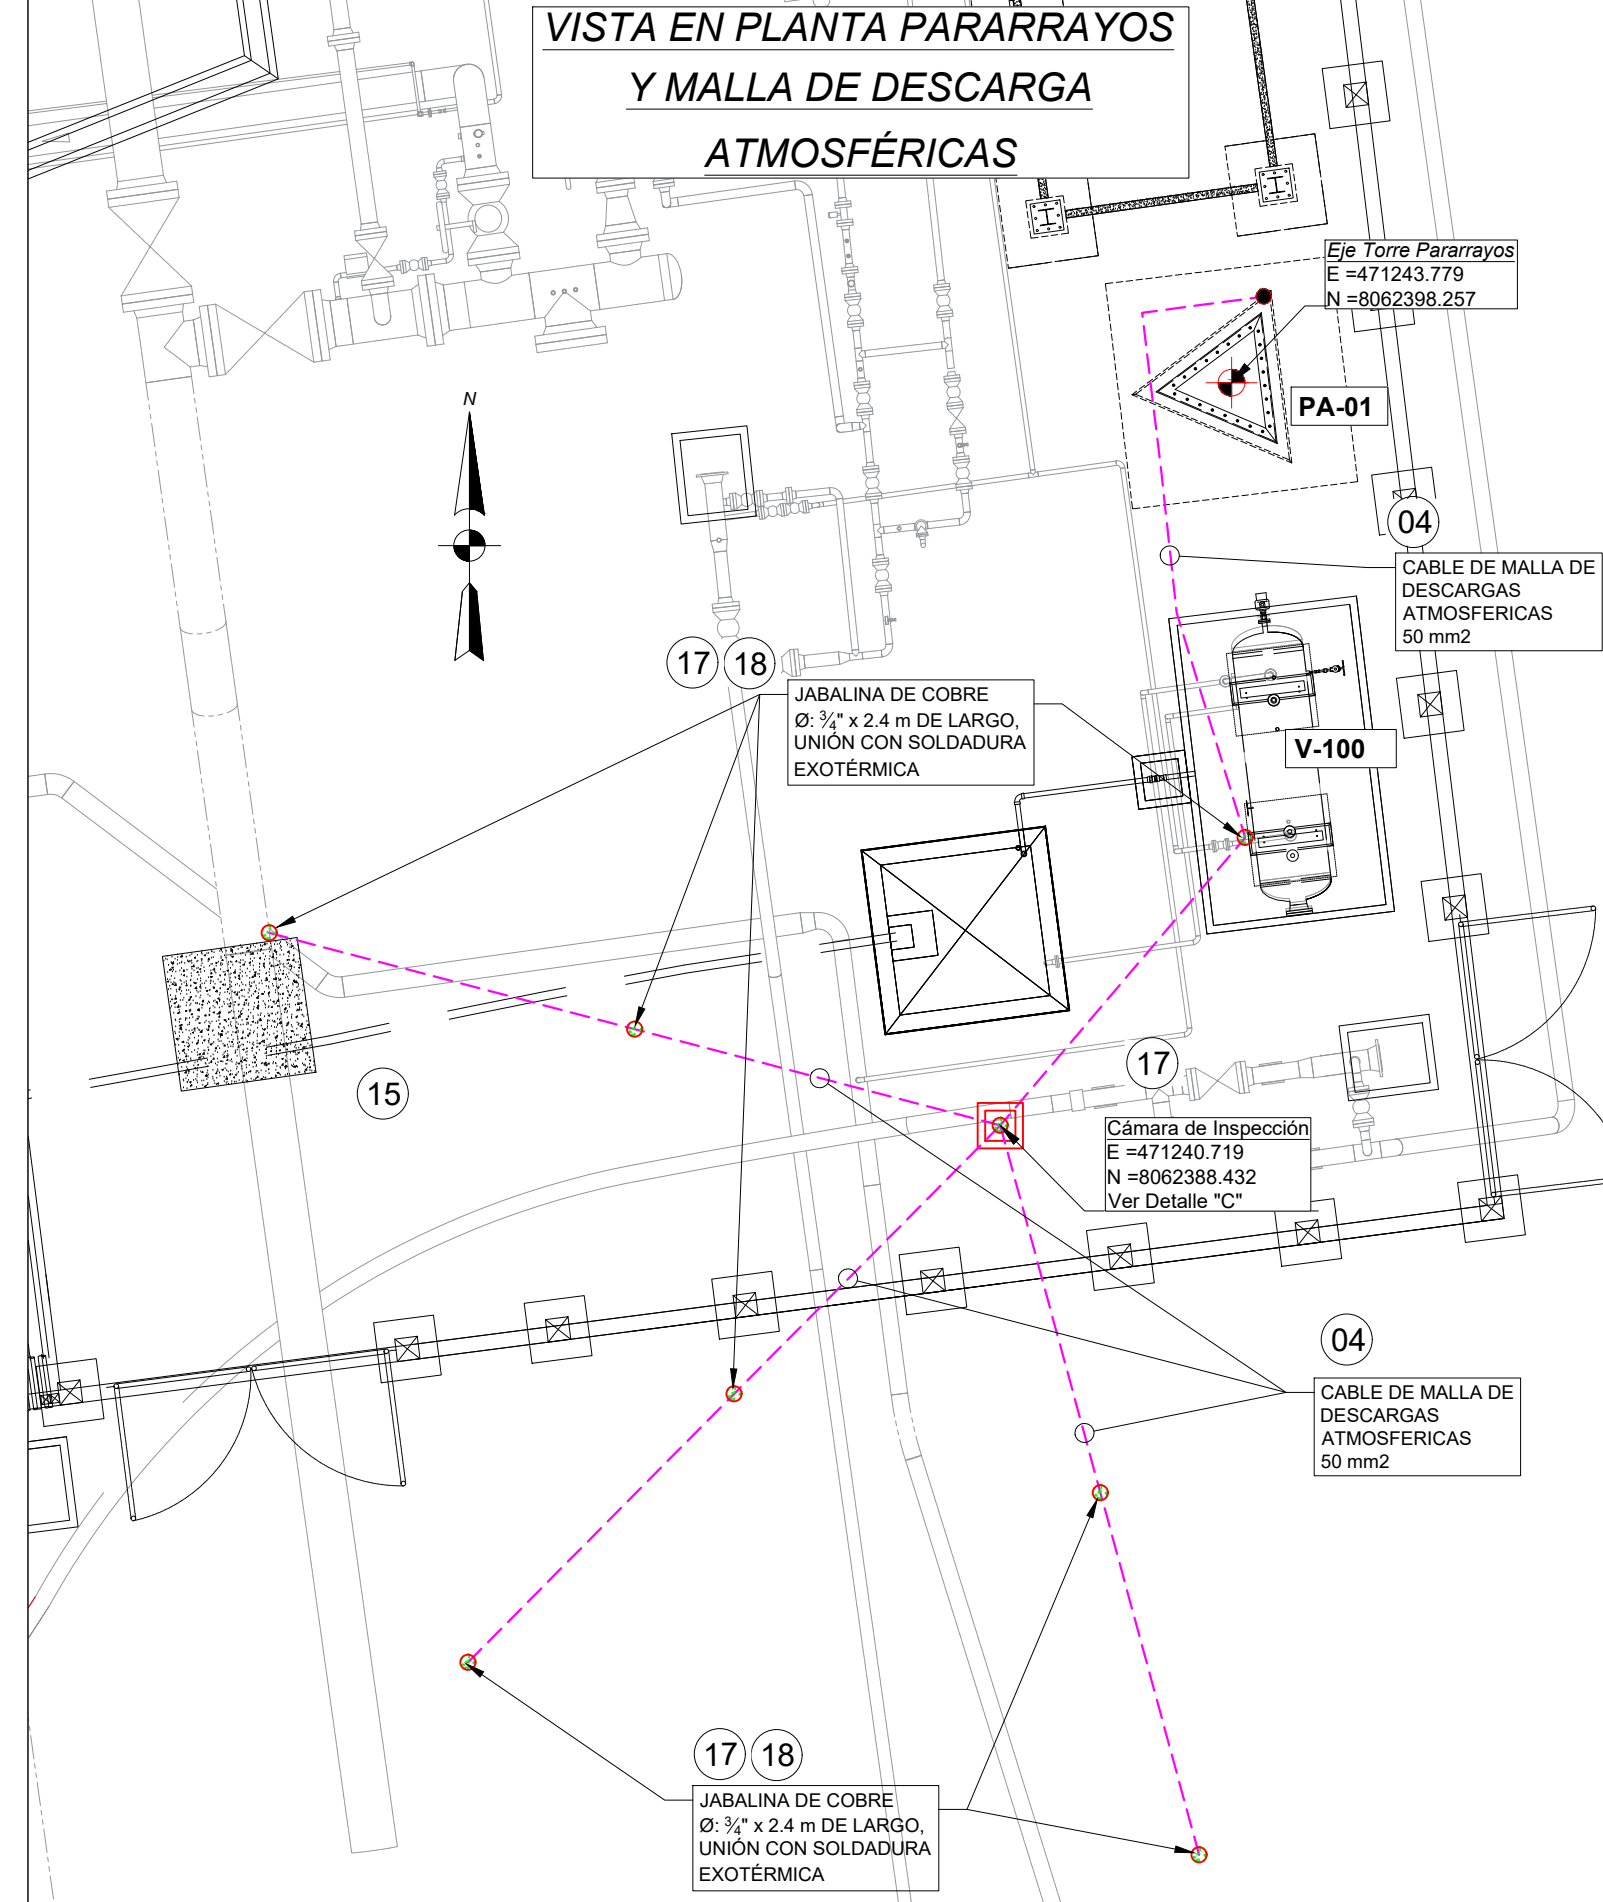 VISTA EN PLANTA PARARRAYOS
Y MALLA DE DESCARGA
ATMOSFÉRICAS
Eje Torre Pararrayos
E =471243.779
N =8062398.257
PA-01
N
04
CABLE DE MALLA DE
DESCARGAS
ATMOSFERICAS
50 mm2
17
18
JABALINA DE COBRE
Ø: ¾" x 2.4 m DE LARGO,
UNIÓN CON SOLDADURA
EXOTÉRMICA
V-100
15
17
Cámara de Inspección
E =471240.719
N =8062388.432
Ver Detalle "C"
04
CABLE DE MALLA DE
DESCARGAS
ATMOSFERICAS
50 mm2
17
18
JABALINA DE COBRE
Ø: ¾" x 2.4 m DE LARGO,
UNIÓN CON SOLDADURA
EXOTÉRMICA